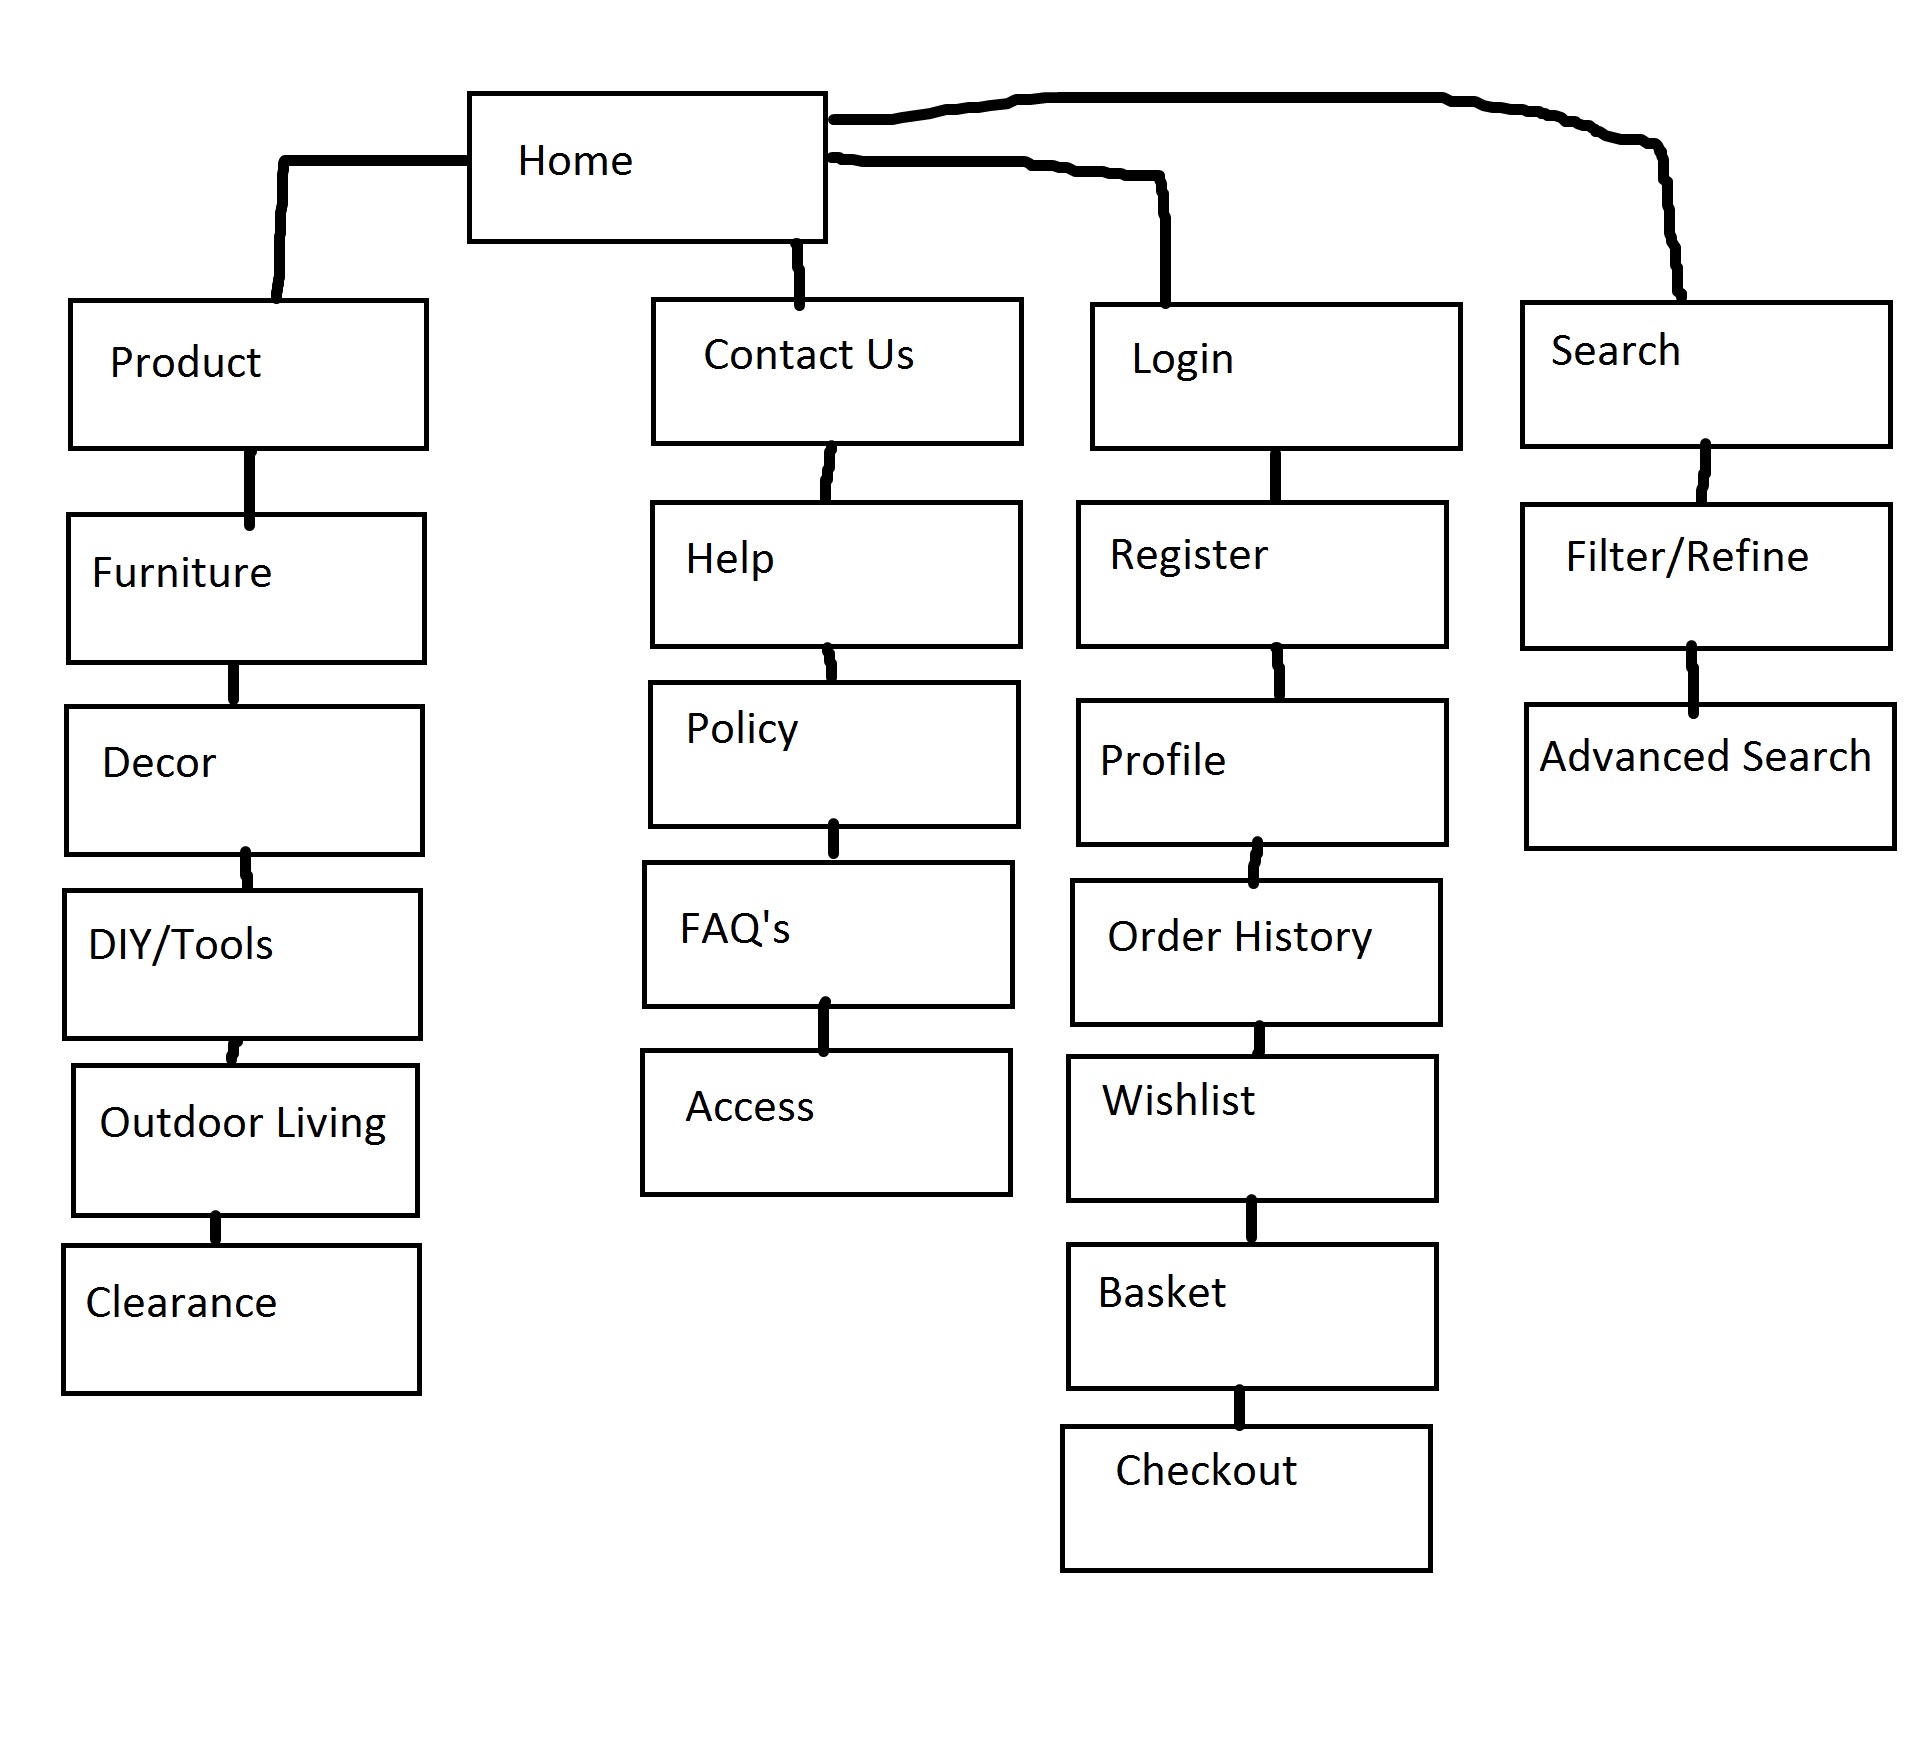 Home
Product
Furniture
Decor
DIY/Tools
Outdoor Living
Clearance
Contact Us
Help
Policy
FAQ's
Access
Login
Register
Profile
Order History
Wishlist
Basket
Checkout
Search
Filter/Refine
Advanced Search